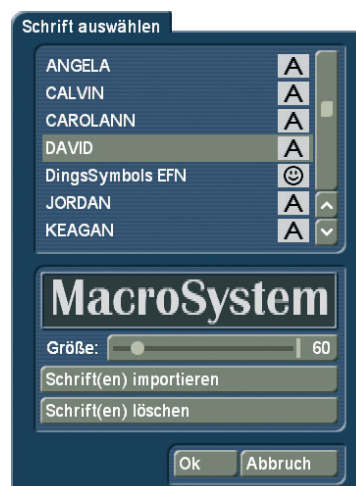 Schrift auswählen
ANGELA A
CALVIN A
CAROLANN A
DAVID A
DingsSymbols EFN
JORDAN A
KEAGAN A
MacroSystem
Größe: 60
Schrift(en) importieren
Schrift(en) löschen
Ok Abbruch